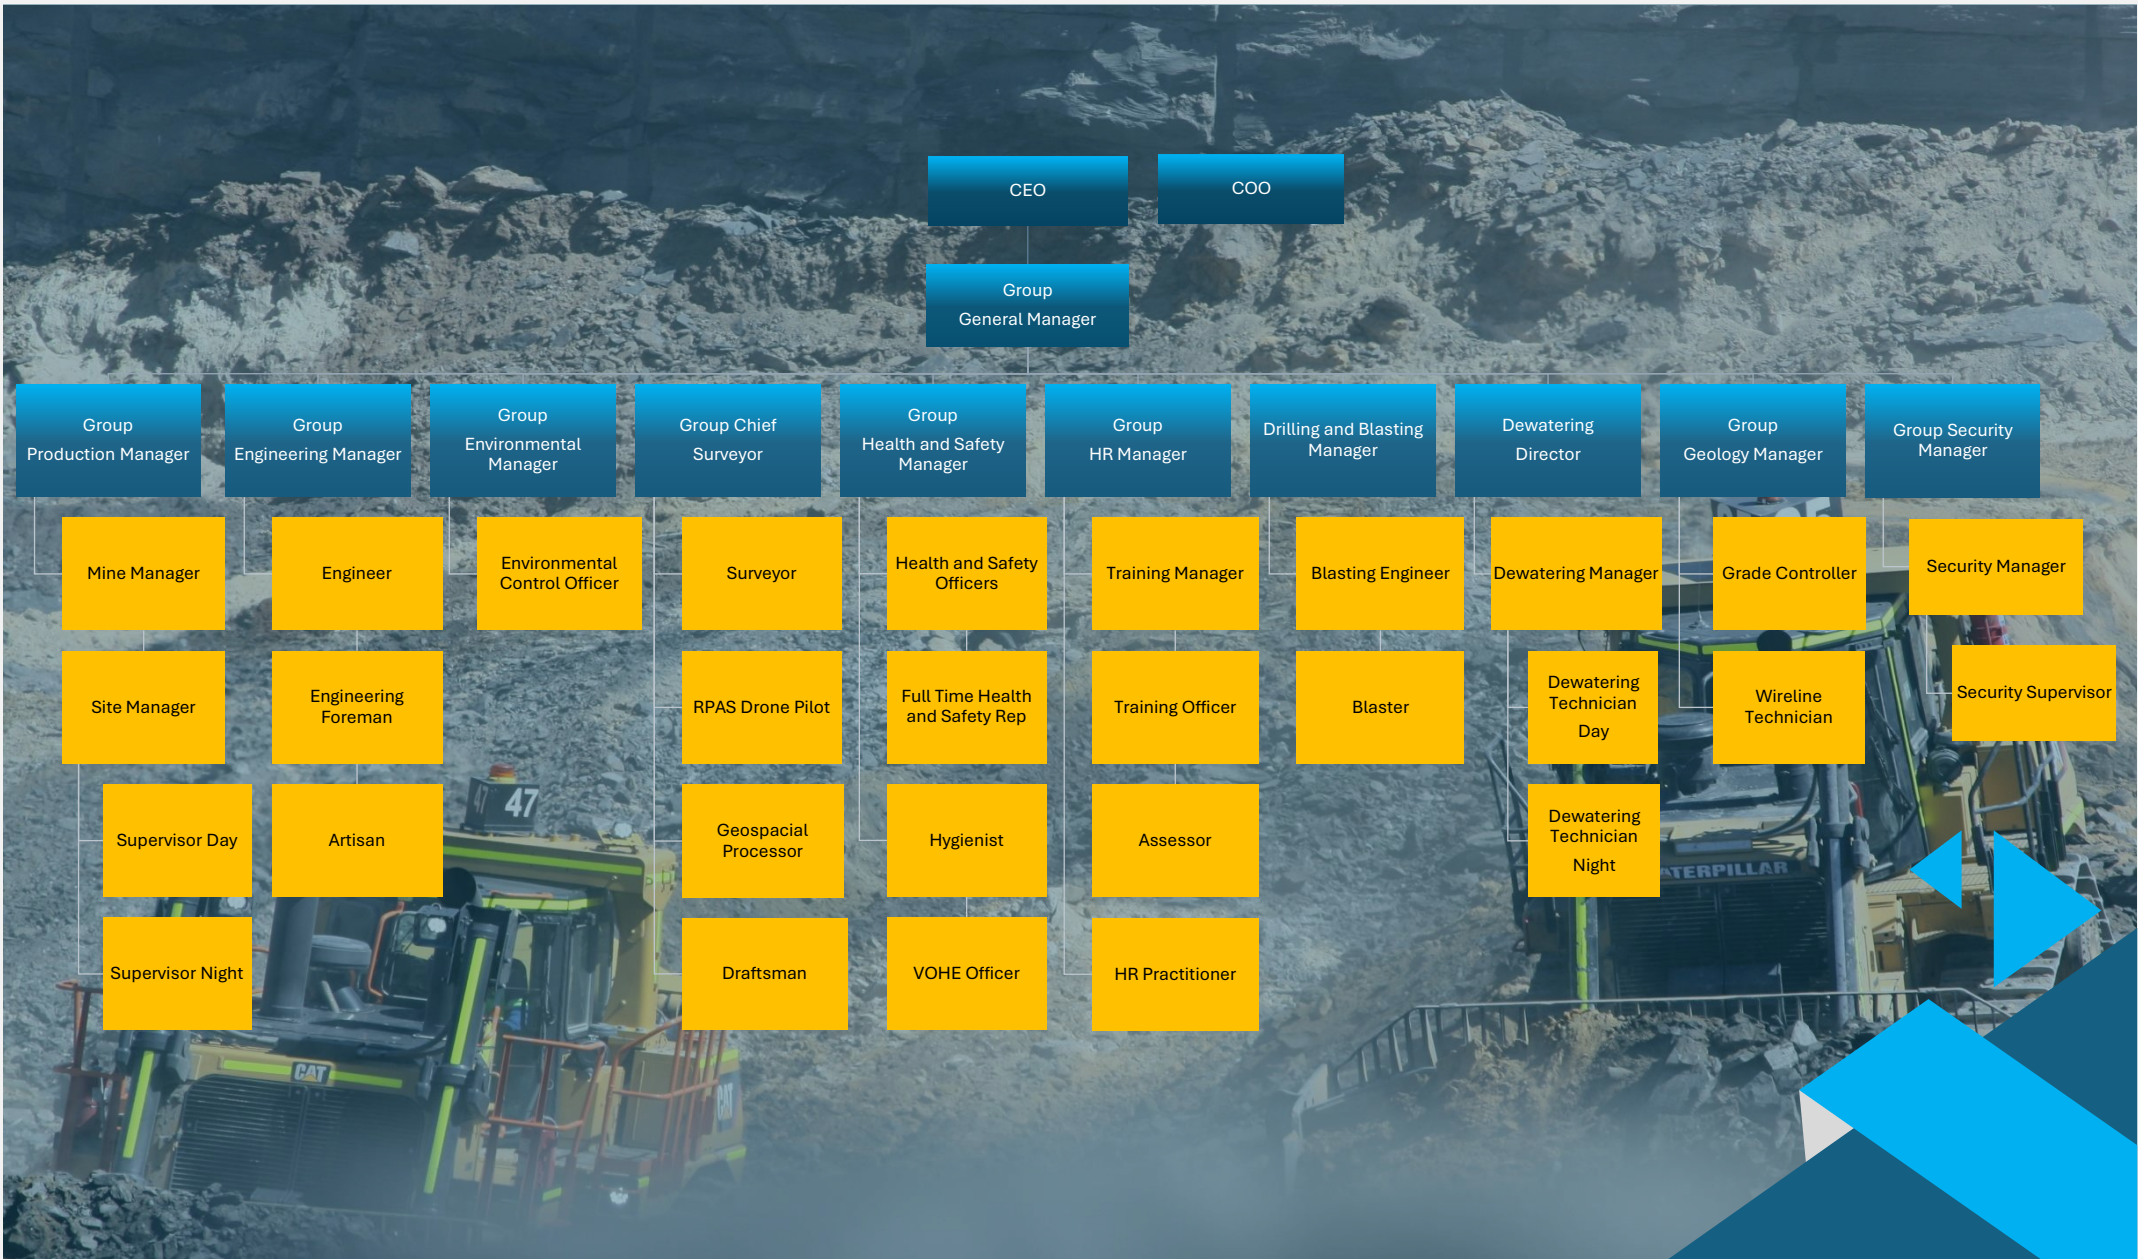 CEO
COO
Group
General Manager
Group
Production Manager
Group
Engineering Manager
Group
Environmental
Manager
Group Chief
Surveyor
Group
Health and Safety
Manager
Group
HR Manager
Drilling and Blasting
Manager
Dewatering
Director
Group
Geology Manager
Group Security
Manager
Mine Manager
Engineer
Environmental
Control Officer
Surveyor
Health and Safety
Officers
Training Manager
Blasting Engineer
Dewatering Manager
Grade Controller
Security Manager
Site Manager
Engineering
Foreman
RPAS Drone Pilot
Full Time Health
and Safety Rep
Training Officer
Blaster
Dewatering
Technician
Day
Wireline
Technician
Security Supervisor
Supervisor Day
Artisan
Geospacial
Processor
Hygienist
Assessor
Dewatering
Technician
Night
Supervisor Night
Draftsman
VOHE Officer
HR Practitioner
47
47
ATERPILLAR
CAT
CAT